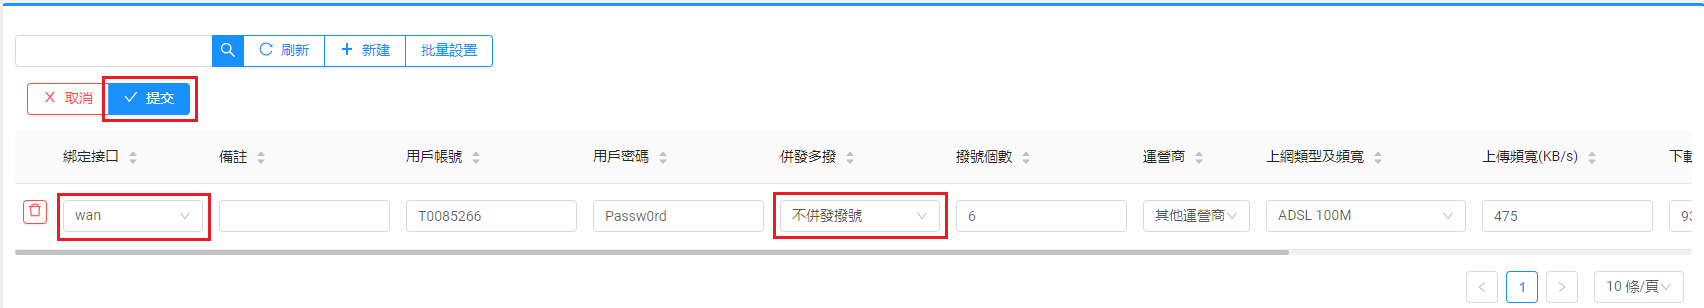 刷新 新建 批量設置
取消 提交
綁定接口 備註 用戶帳號 用戶密碼 併發多撥 撥號個數 運營商 上網類型及頻寬 上傳頻寬(KB/s) 下載
wan T0085266 Passw0rd 不併發撥號 6 其他運營商 ADSL 100M 475 93
1 10 條/頁